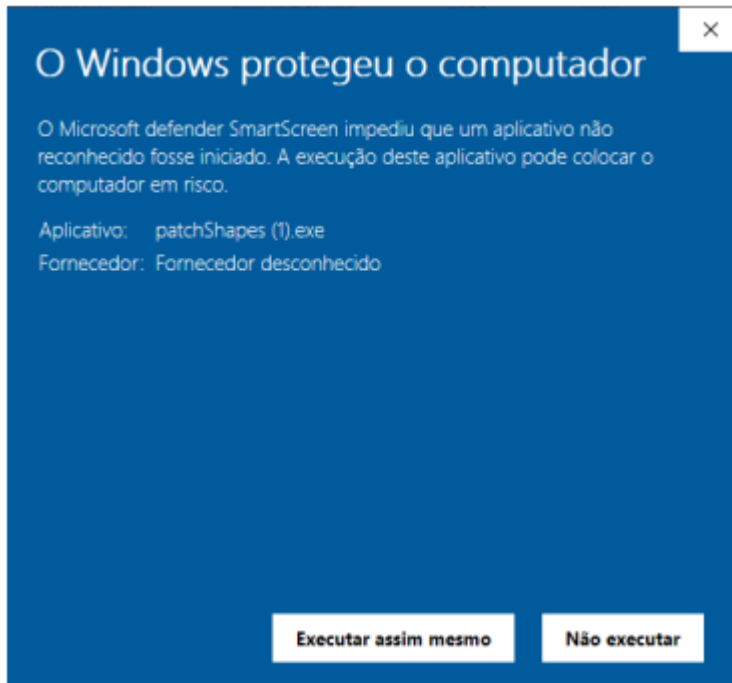 O Windows protegeu o computador
O Microsoft defender SmartScreen impediu que um aplicativo não
reconhecido fosse iniciado. A execução deste aplicativo pode colocar o
computador em risco.
Aplicativo: patchShapes (1).exe
Fornecedor: Fornecedor desconhecido
Executar assim mesmo Não executar